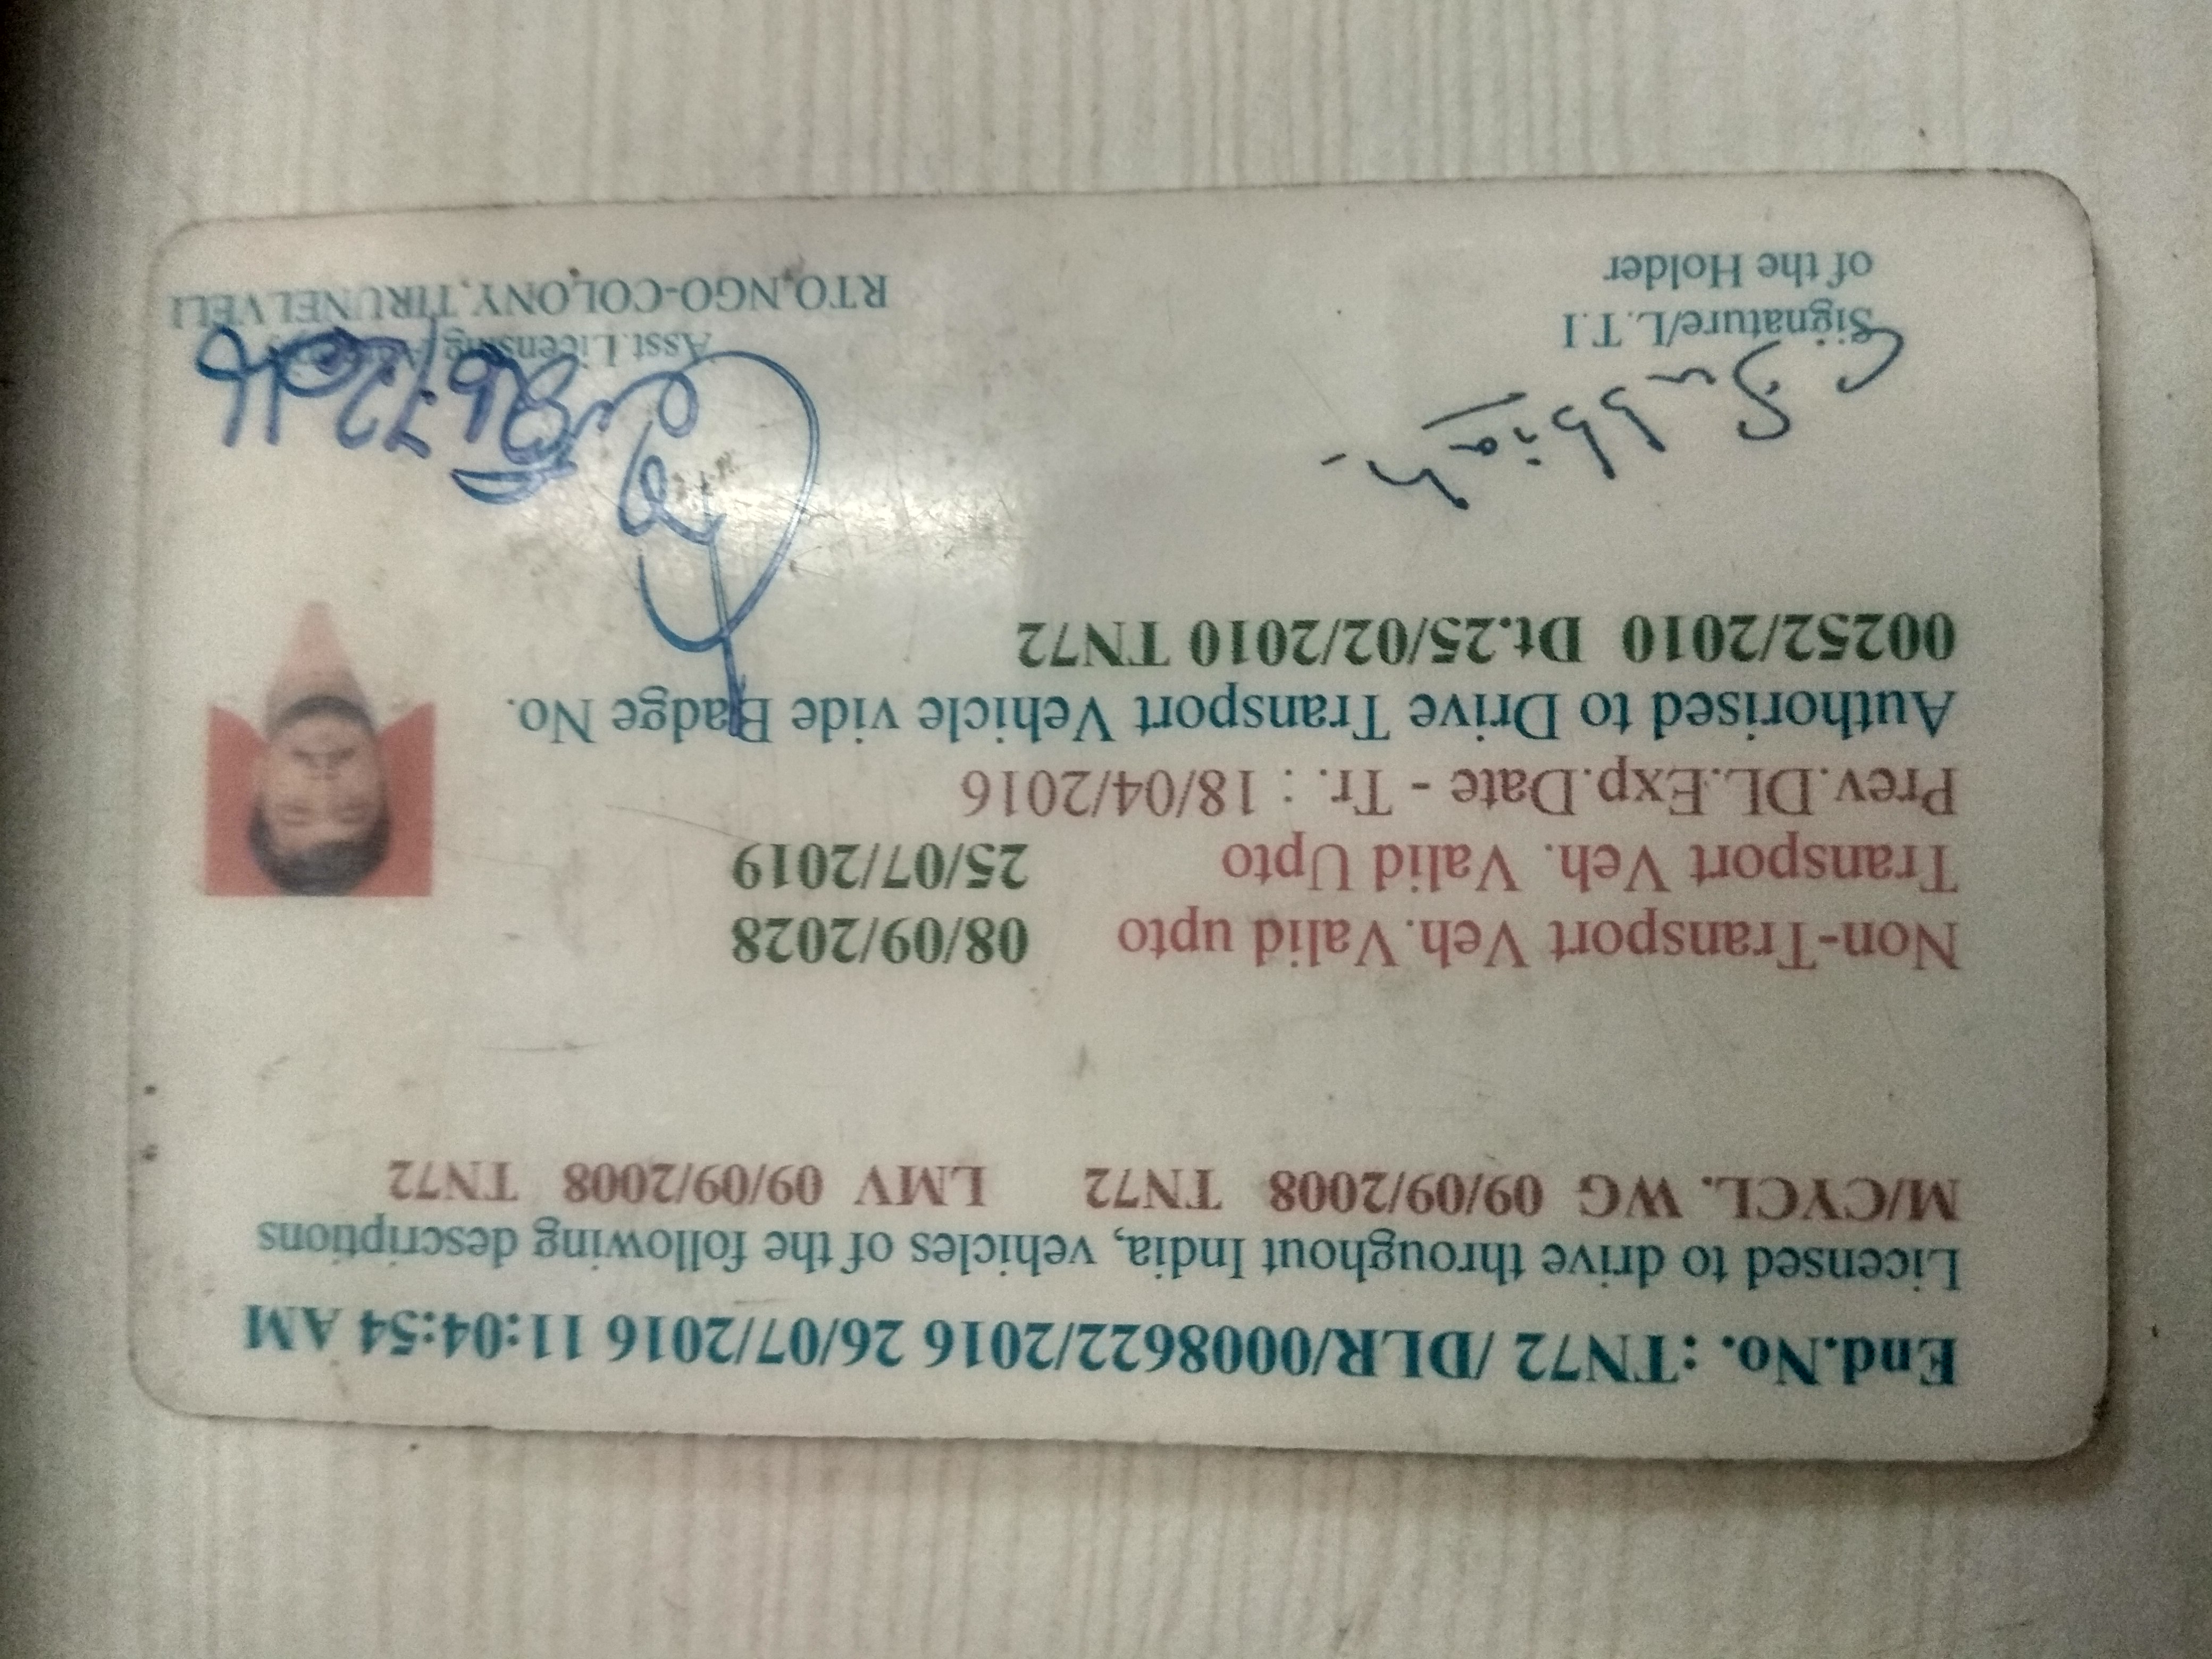 End.No. : TN72 /DLR/0008622/2016 26/07/2016 11:04:54 AM
Licensed to drive throughout India, vehicles of the following descriptions
M/CYCL. WG 09/09/2008 TN72 LMV 09/09/2008 TN72
Non-Transport Veh.Valid upto 08/09/2028
Transport Veh. Valid Upto 25/07/2019
Prev.DL.Exp.Date - Tr. : 18/04/2016
Authorised to Drive Transport Vehicle vide Badge No.
00252/2010 Dt.25/02/2010 TN72
Signature/L.T.I
of the Holder
Asst.Licensing
RTO,NGO-COLONY,TIRUNELVELI